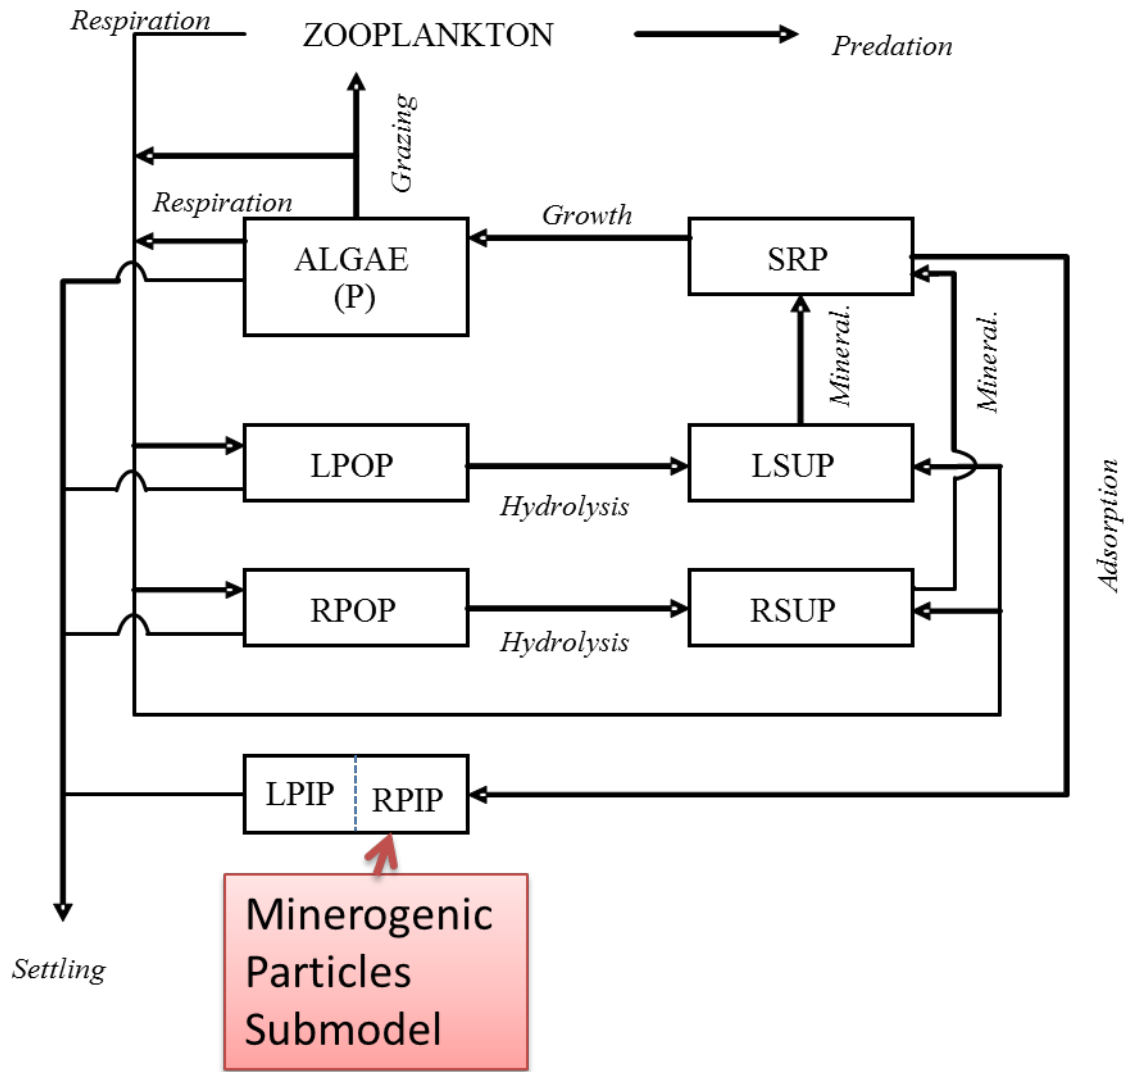 Respiration
ZOOPLANKTON
Predation
Grazing
Respiration
Growth
ALGAE
(P)
SRP
Mineral.
Mineral.
LPOP
Hydrolysis
LSUP
Adsorption
RPOP
Hydrolysis
RSUP
LPIP
RPIP
Minerogenic
Particles
Submodel
Settling